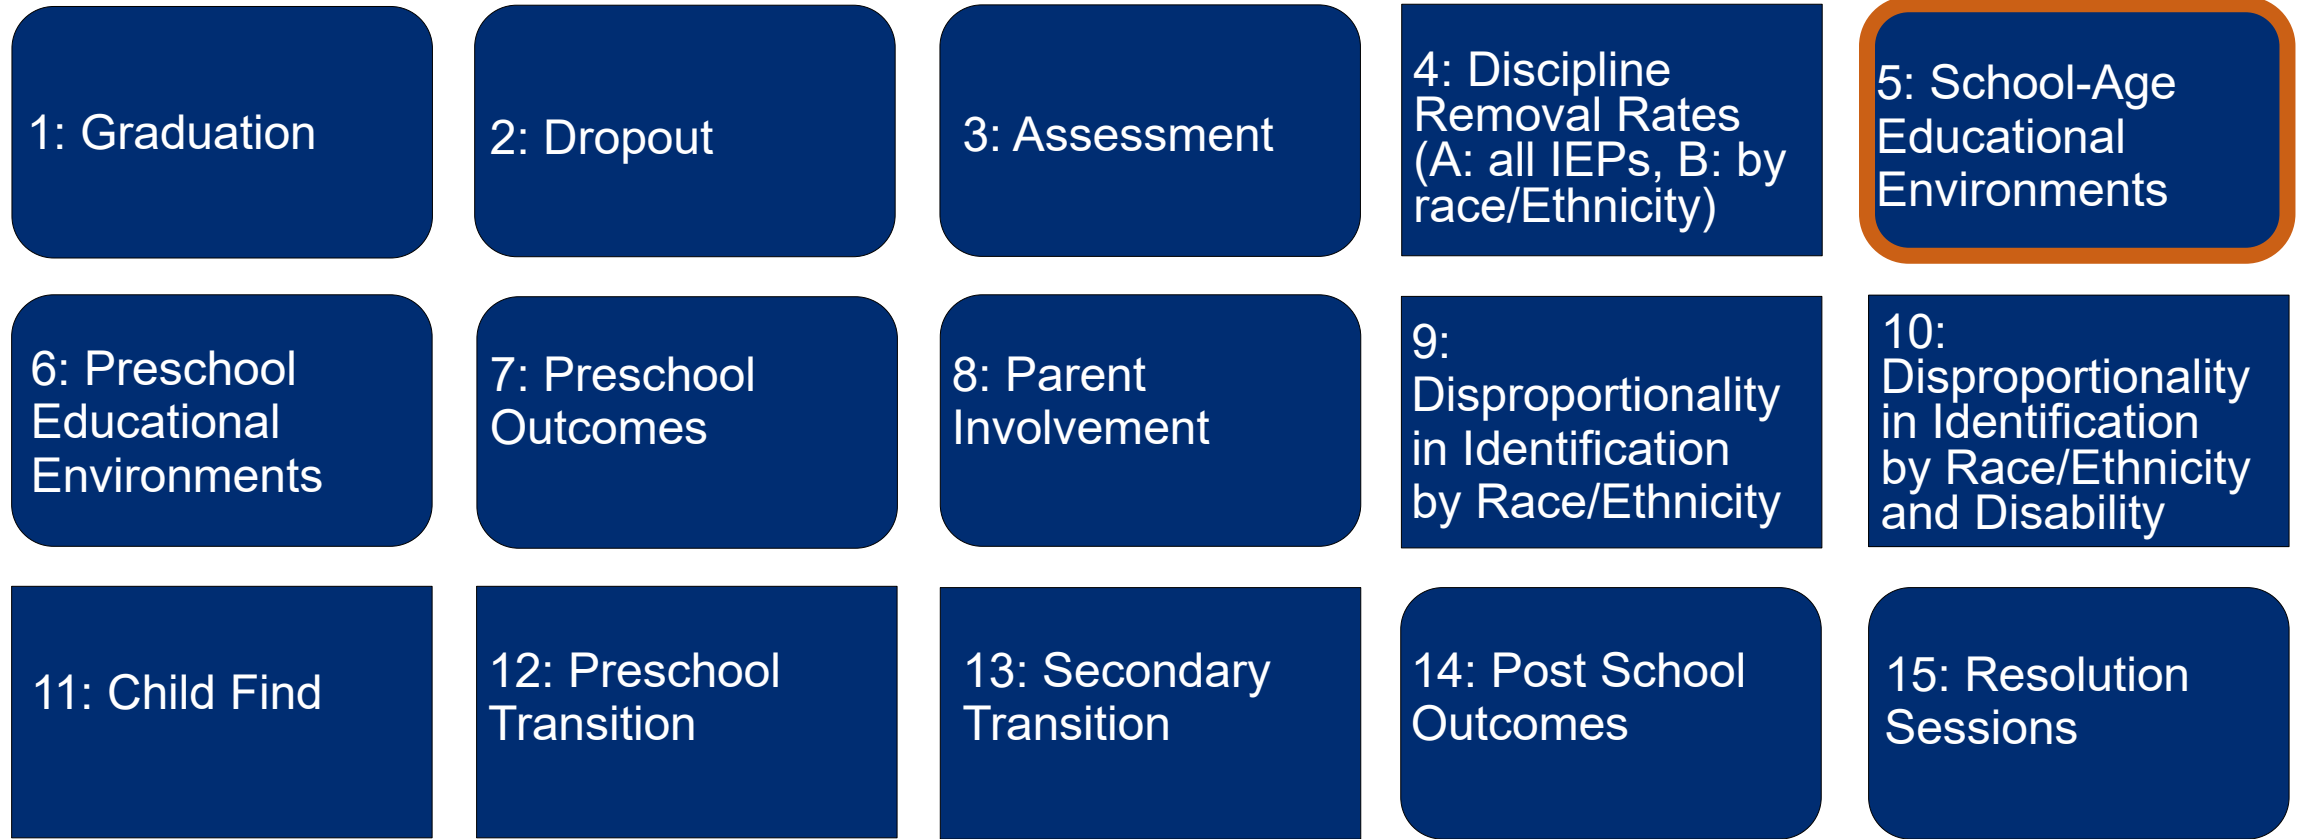 1: Graduation
2: Dropout
3: Assessment
4: Discipline
Removal Rates
(A: all IEPs, B: by
race/Ethnicity)
5: School-Age
Educational
Environments
6: Preschool
Educational
Environments
7: Preschool
Outcomes
8: Parent
Involvement
9:
Disproportionality
in Identification
by Race/Ethnicity
10:
Disproportionality
in Identification
by Race/Ethnicity
and Disability
11: Child Find
12: Preschool
Transition
13: Secondary
Transition
14: Post School
Outcomes
15: Resolution
Sessions